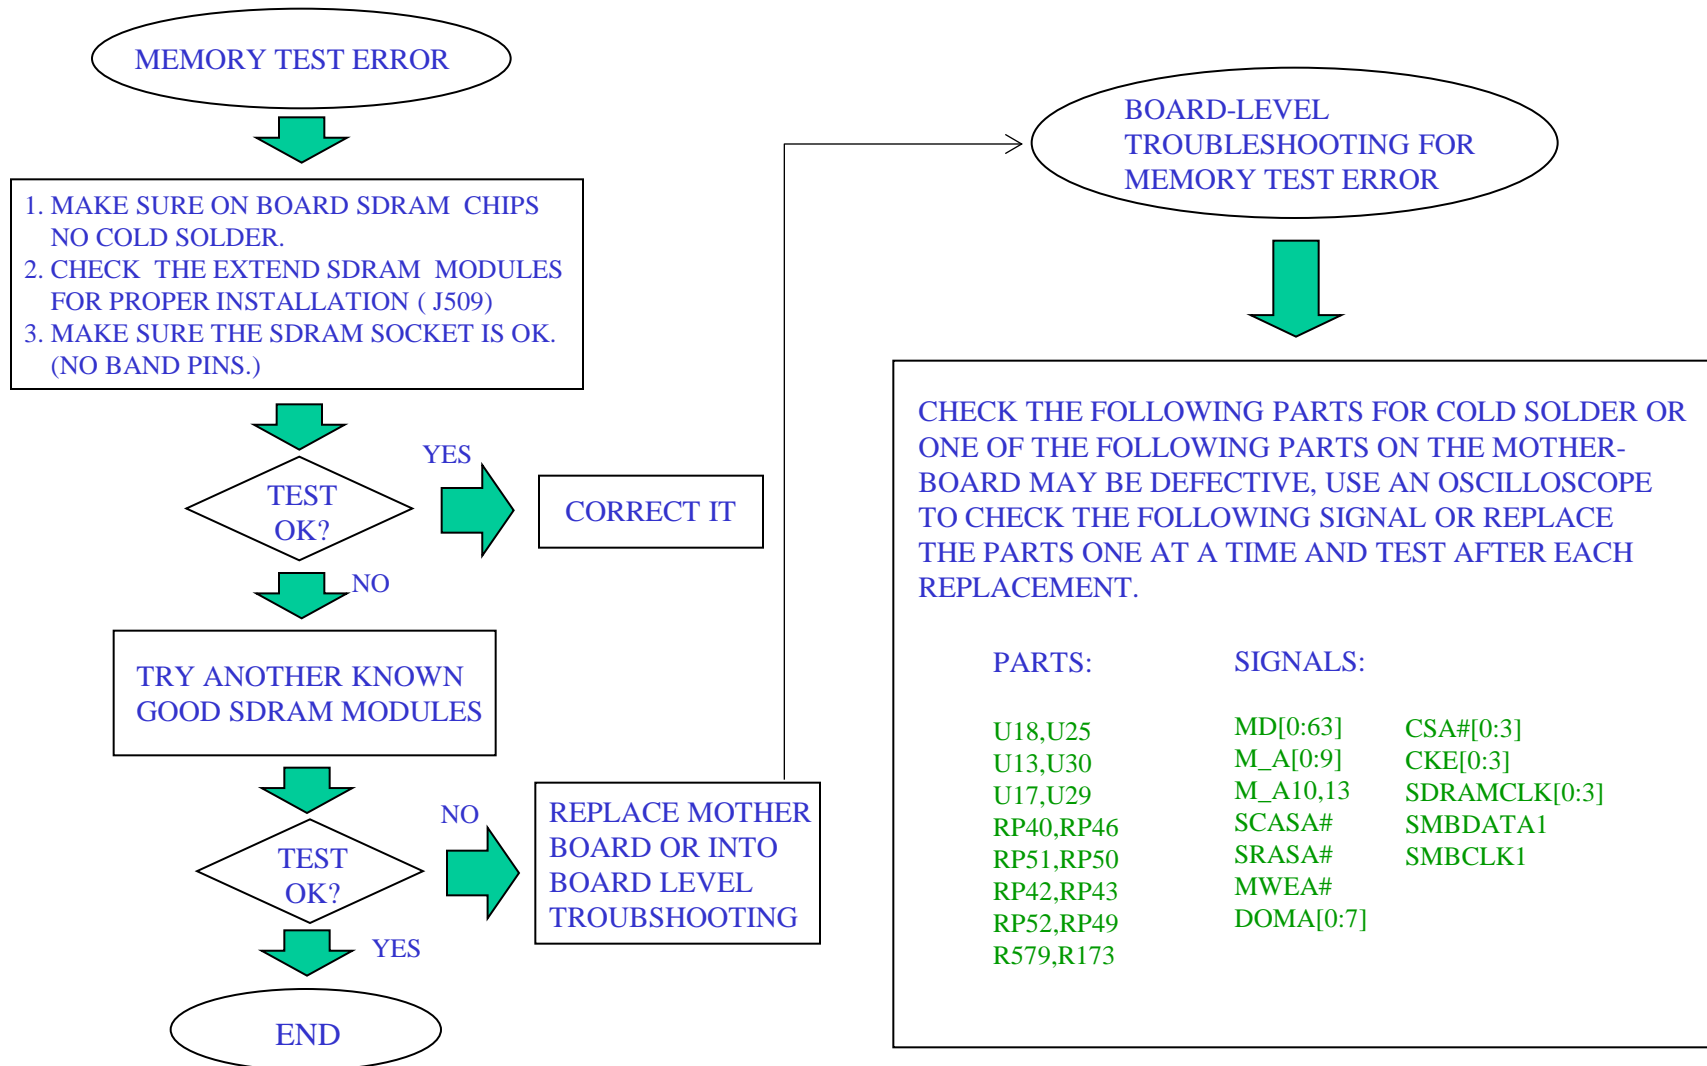 MEMORY TEST ERROR
1. MAKE SURE ON BOARD SDRAM CHIPS
NO COLD SOLDER.
2. CHECK THE EXTEND SDRAM MODULES
FOR PROPER INSTALLATION ( J509)
3. MAKE SURE THE SDRAM SOCKET IS OK.
(NO BAND PINS.)
TEST
OK?
YES
CORRECT IT
NO
TRY ANOTHER KNOWN
GOOD SDRAM MODULES
TEST
OK?
NO
REPLACE MOTHER
BOARD OR INTO
BOARD LEVEL
TROUBSHOOTING
YES
END
BOARD-LEVEL
TROUBLESHOOTING FOR
MEMORY TEST ERROR
CHECK THE FOLLOWING PARTS FOR COLD SOLDER OR
ONE OF THE FOLLOWING PARTS ON THE MOTHER-
BOARD MAY BE DEFECTIVE, USE AN OSCILLOSCOPE
TO CHECK THE FOLLOWING SIGNAL OR REPLACE
THE PARTS ONE AT A TIME AND TEST AFTER EACH
REPLACEMENT.
PARTS:
U18,U25
U13,U30
U17,U29
RP40,RP46
RP51,RP50
RP42,RP43
RP52,RP49
R579,R173
SIGNALS:
MD[0:63]
M_A[0:9]
M_A10,13
SCASA#
SRASA#
MWEA#
DOMA[0:7]
CSA#[0:3]
CKE[0:3]
SDRAMCLK[0:3]
SMBDATA1
SMBCLK1